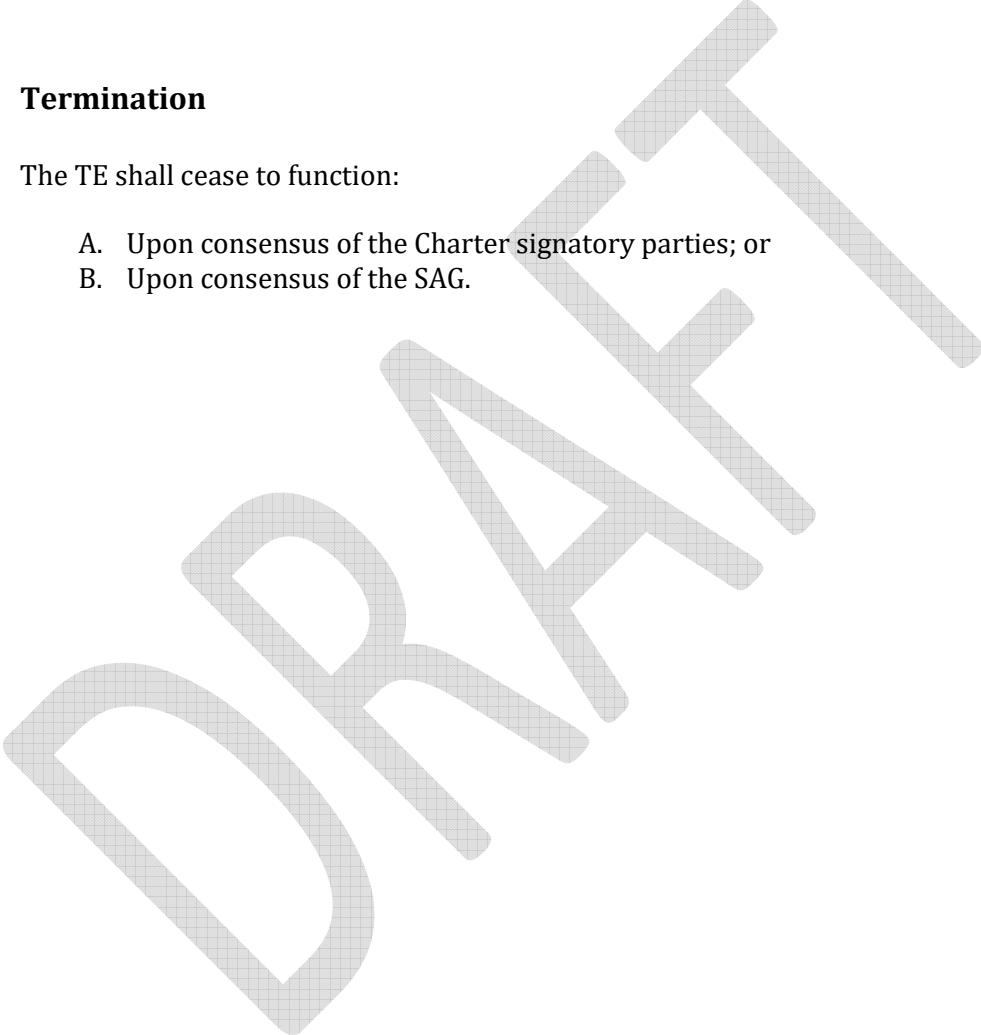 Termination
The TE shall cease to function:
A. Upon consensus of the Charter signatory parties; or
B. Upon consensus of the SAG.
DRAFT